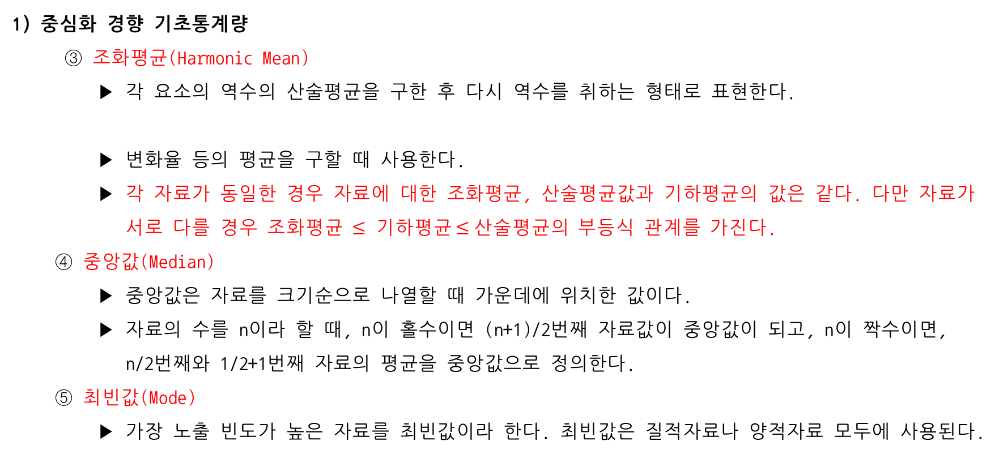 1) 중심화 경향 기초통계량
③ 조화평균(Harmonic Mean)
▶ 각 요소의 역수의 산술평균을 구한 후 다시 역수를 취하는 형태로 표현한다.
▶ 변화율 등의 평균을 구할 때 사용한다.
▶ 각 자료가 동일한 경우 자료에 대한 조화평균, 산술평균값과 기하평균의 값은 같다. 다만 자료가
서로 다를 경우 조화평균 ≤ 기하평균≤산술평균의 부등식 관계를 가진다.
④ 중앙값(Median)
▶ 중앙값은 자료를 크기순으로 나열할 때 가운데에 위치한 값이다.
▶ 자료의 수를 n이라 할 때, n이 홀수이면 (n+1)/2번째 자료값이 중앙값이 되고, n이 짝수이면,
n/2번째와 1/2+1번째 자료의 평균을 중앙값으로 정의한다.
⑤ 최빈값(Mode)
▶ 가장 노출 빈도가 높은 자료를 최빈값이라 한다. 최빈값은 질적자료나 양적자료 모두에 사용된다.